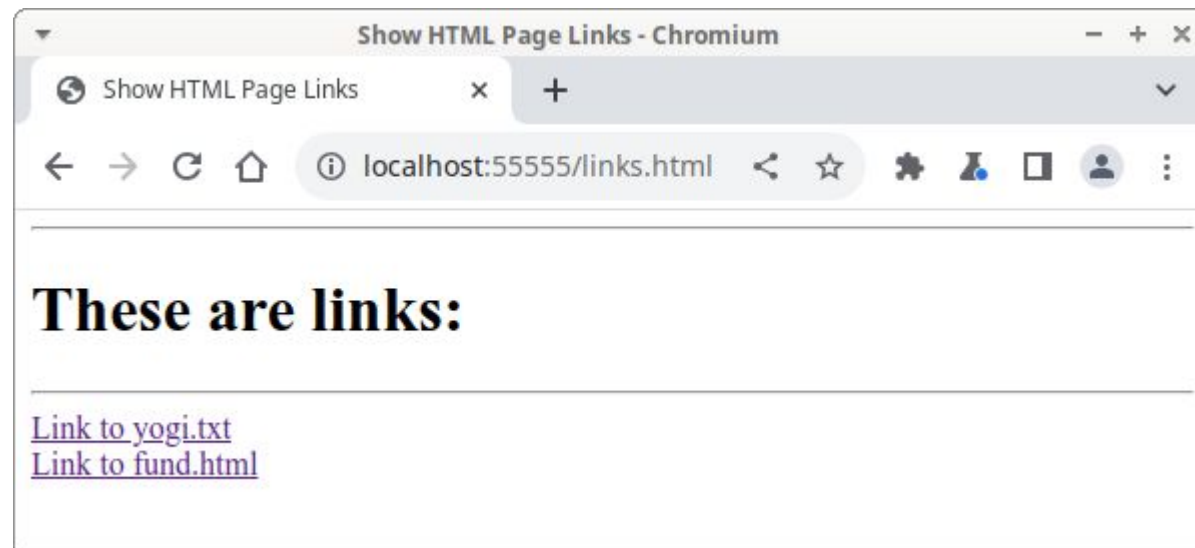 Show HTML Page Links - Chromium
Show HTML Page Links
localhost:55555/links.html
These are links:
Link to yogi.txt
Link to fund.html